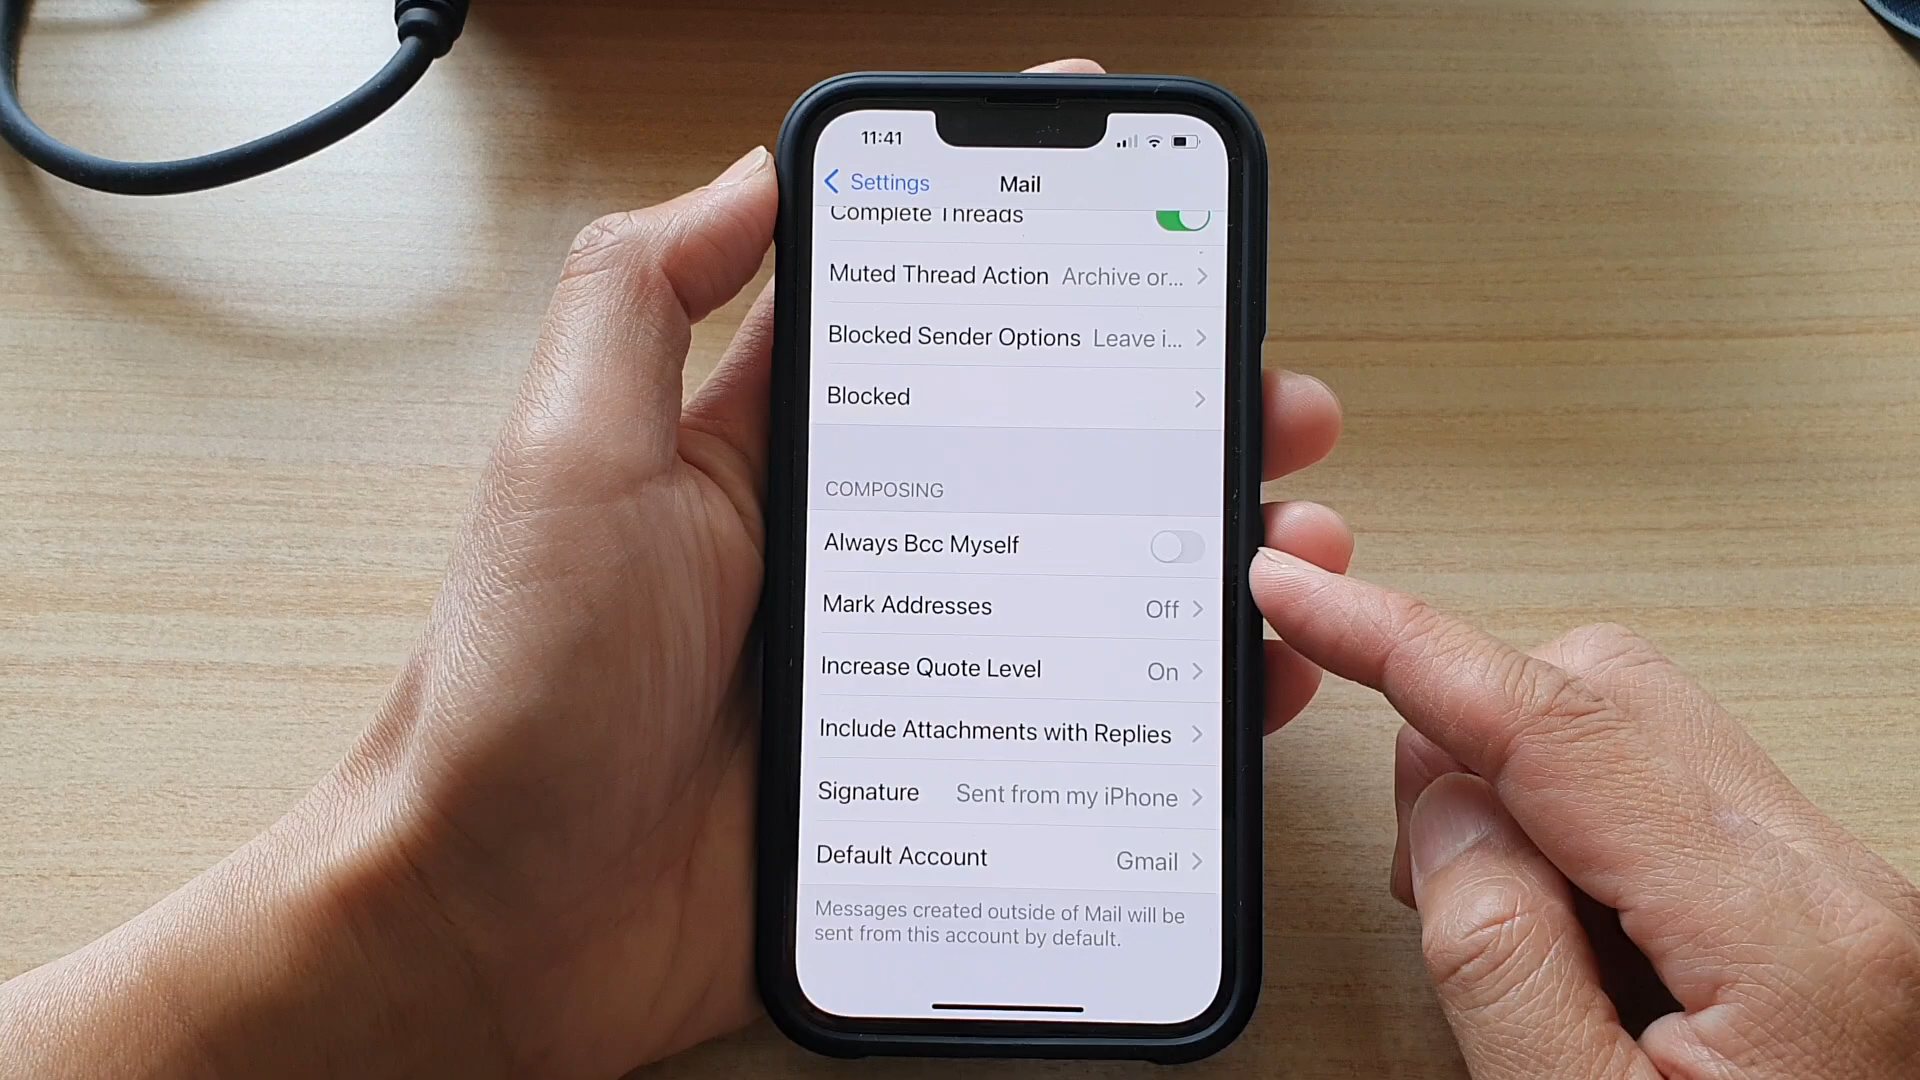 11:41
Settings Mail
Complete Threads
Muted Thread Action Archive or...
Blocked Sender Options Leave i...
Blocked
COMPOSING
Always Bcc Myself
Mark Addresses Off
Increase Quote Level On
Include Attachments with Replies
Signature Sent from my iPhone
Default Account Gmail
Messages created outside of Mail will be
sent from this account by default.